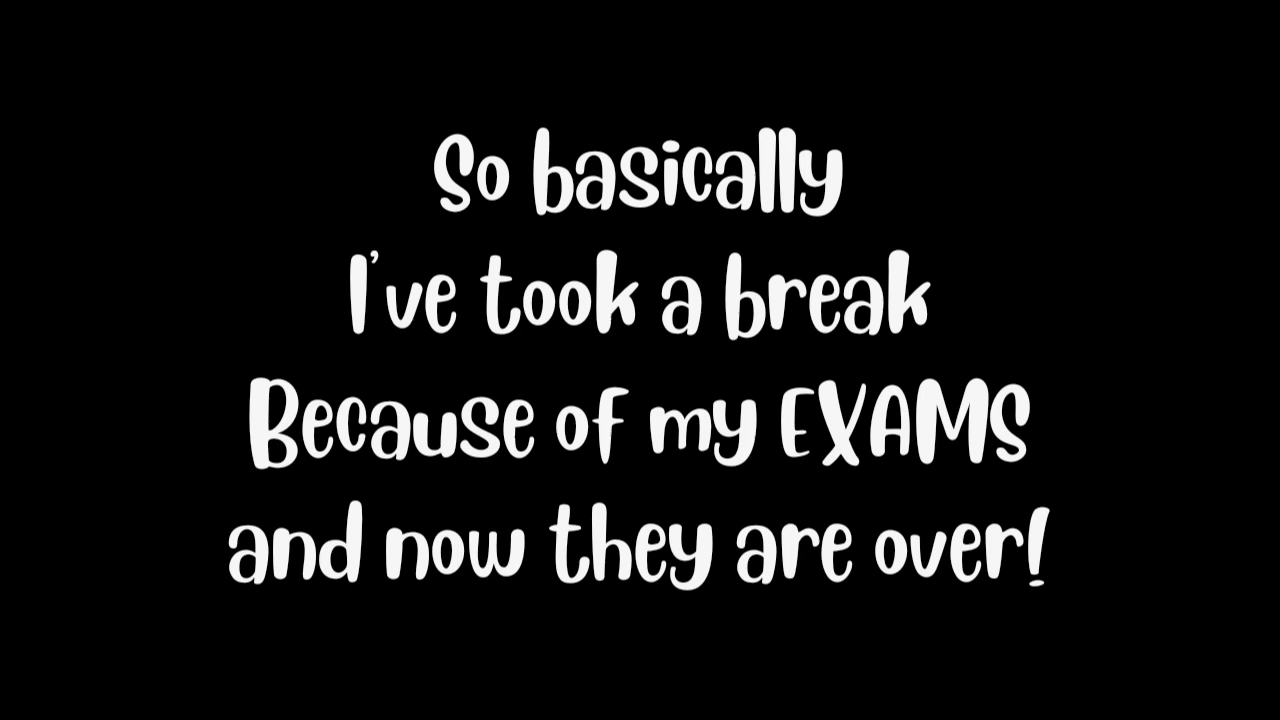 So basically
I've took a break
Because of my EXAMS
and now they are over!